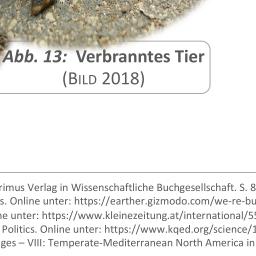 Abb. 13: Verbranntes Tier
(BILD 2018)
rimus Verlag in Wissenschaftliche Buchgesellschaft. S. 8
s. Online unter: https://earther.gizmodo.com/we-re-bu
ne unter: https://www.kleinezeitung.at/international/55
Politics. Online unter: https://www.kqed.org/science/1
ges – VIII: Temperate-Mediterranean North America in